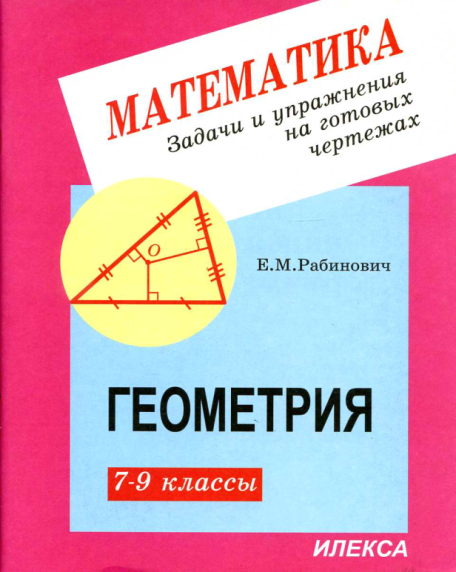 МАТЕМАТИКА
Задачи и упражнения
на готовых
чертежах
O
Е.М.Рабинович
ГЕОМЕТРИЯ
7-9 классы
ИЛЕКСА